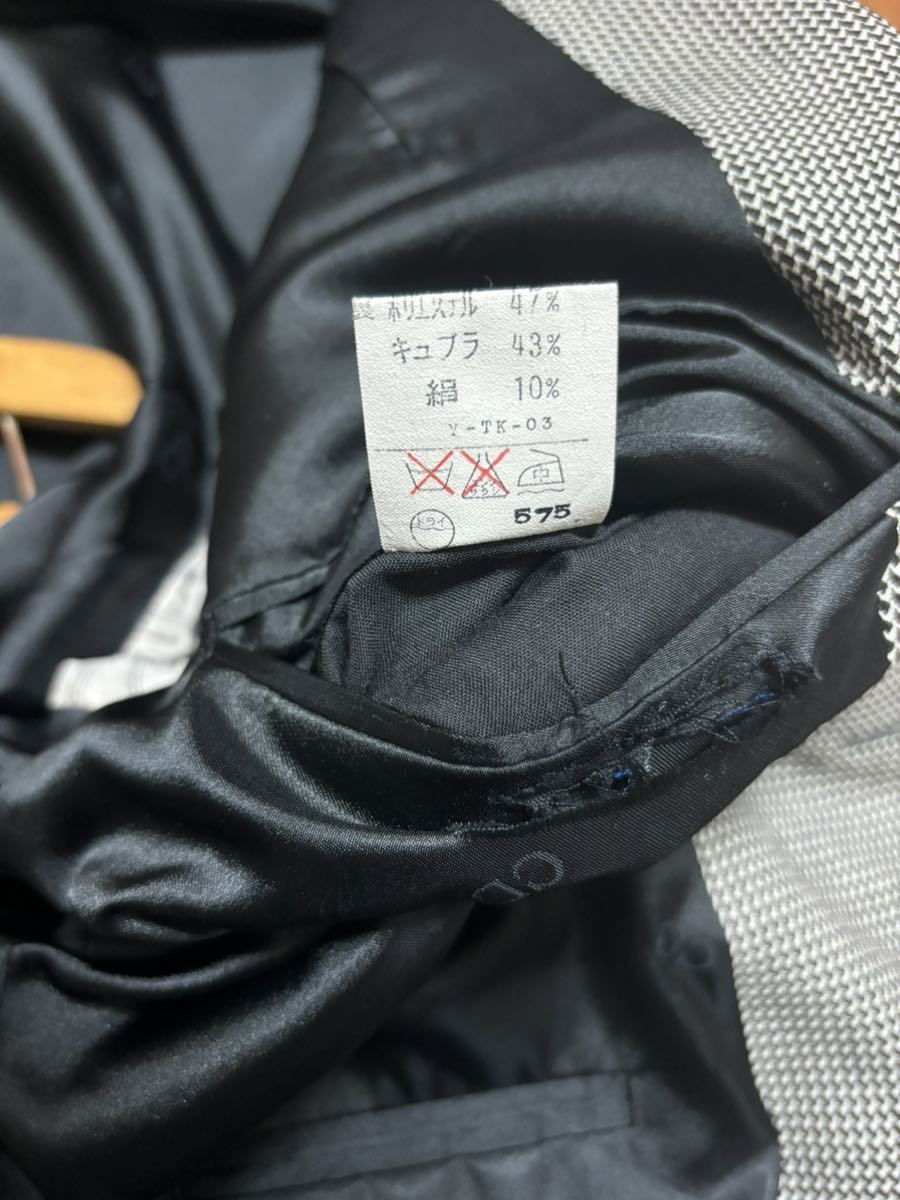 ポリエステル 47%
キュプラ 43%
絹 10%
Y-TK-03
中
575
ドライ